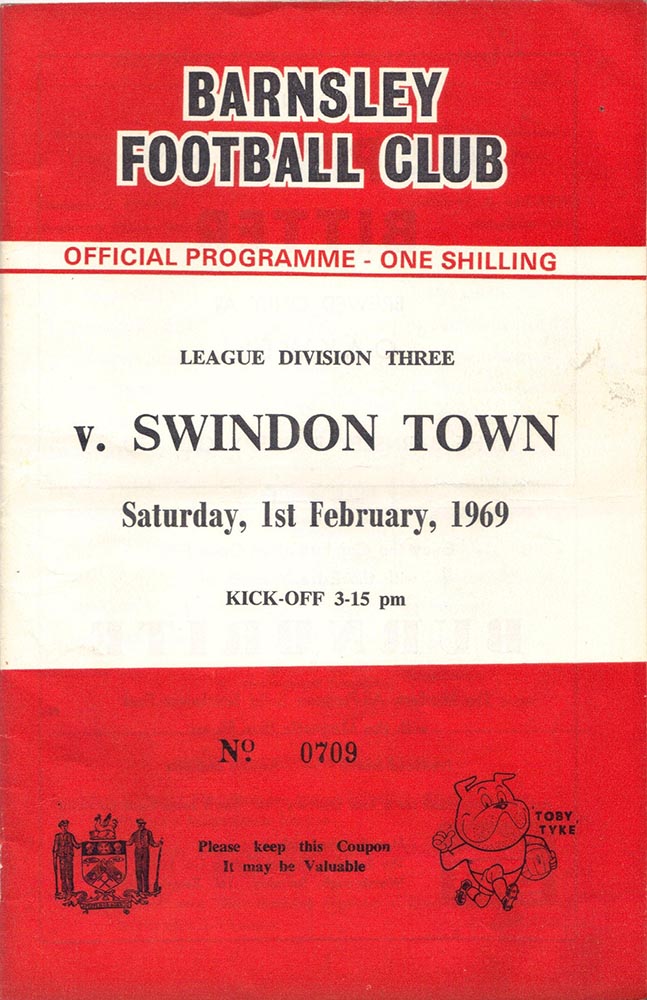 BARNSLEY
FOOTBALL CLUB
OFFICIAL PROGRAMME - ONE SHILLING
LEAGUE DIVISION THREE
v. SWINDON TOWN
Saturday, 1st February, 1969
KICK-OFF 3-15 pm
Nº 0709
'TOBY
TYKE'
Please keep this Coupon
It may be Valuable